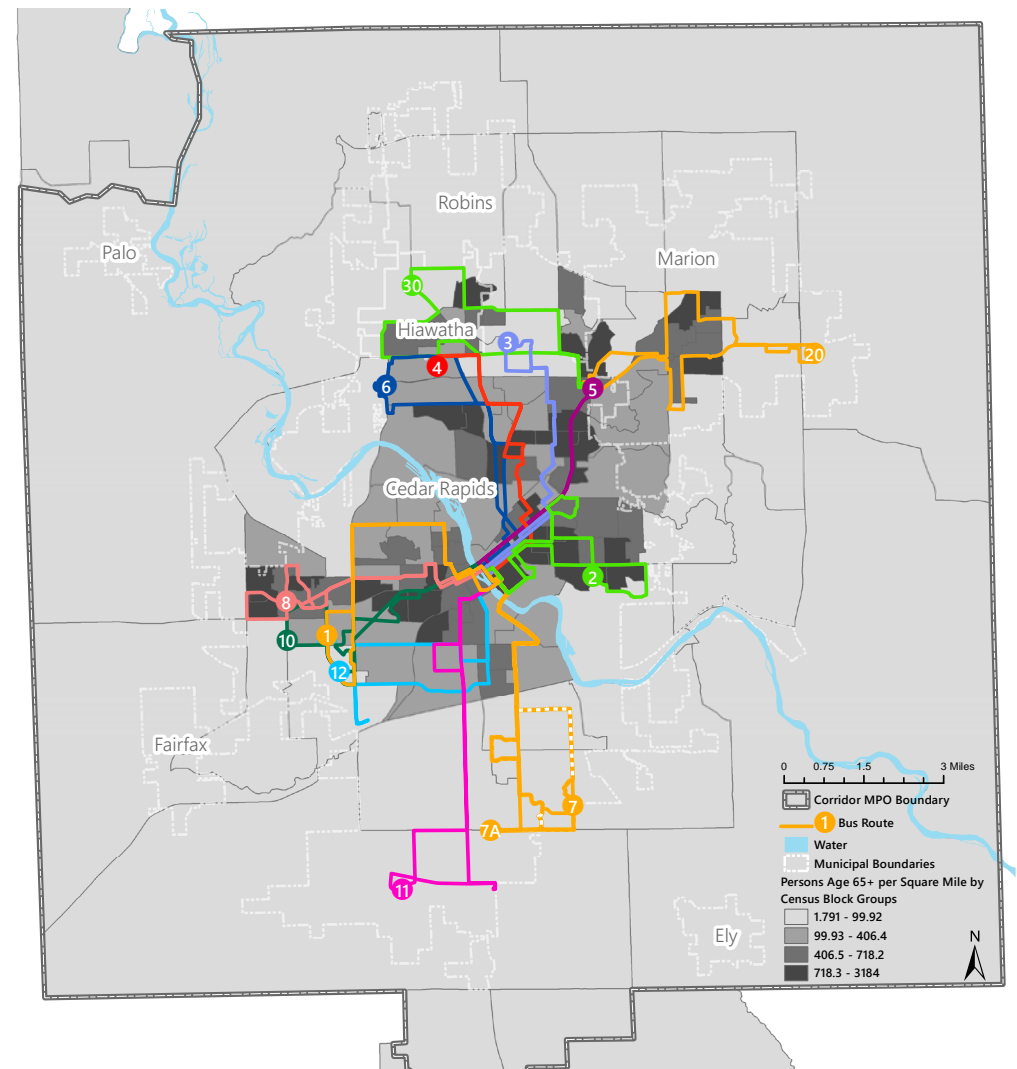 Robins
Palo
Marion
30
Hiawatha
3
20
4
6
5
Cedar Rapids
2
8
1
10
12
Fairfax
7
7A
11
Ely
0 0.75 1.5 3 Miles
Corridor MPO Boundary
1 Bus Route
Water
Municipal Boundaries
Persons Age 65+ per Square Mile by
Census Block Groups
1.791 - 99.92
99.93 - 406.4
406.5 - 718.2
718.3 - 3184
N